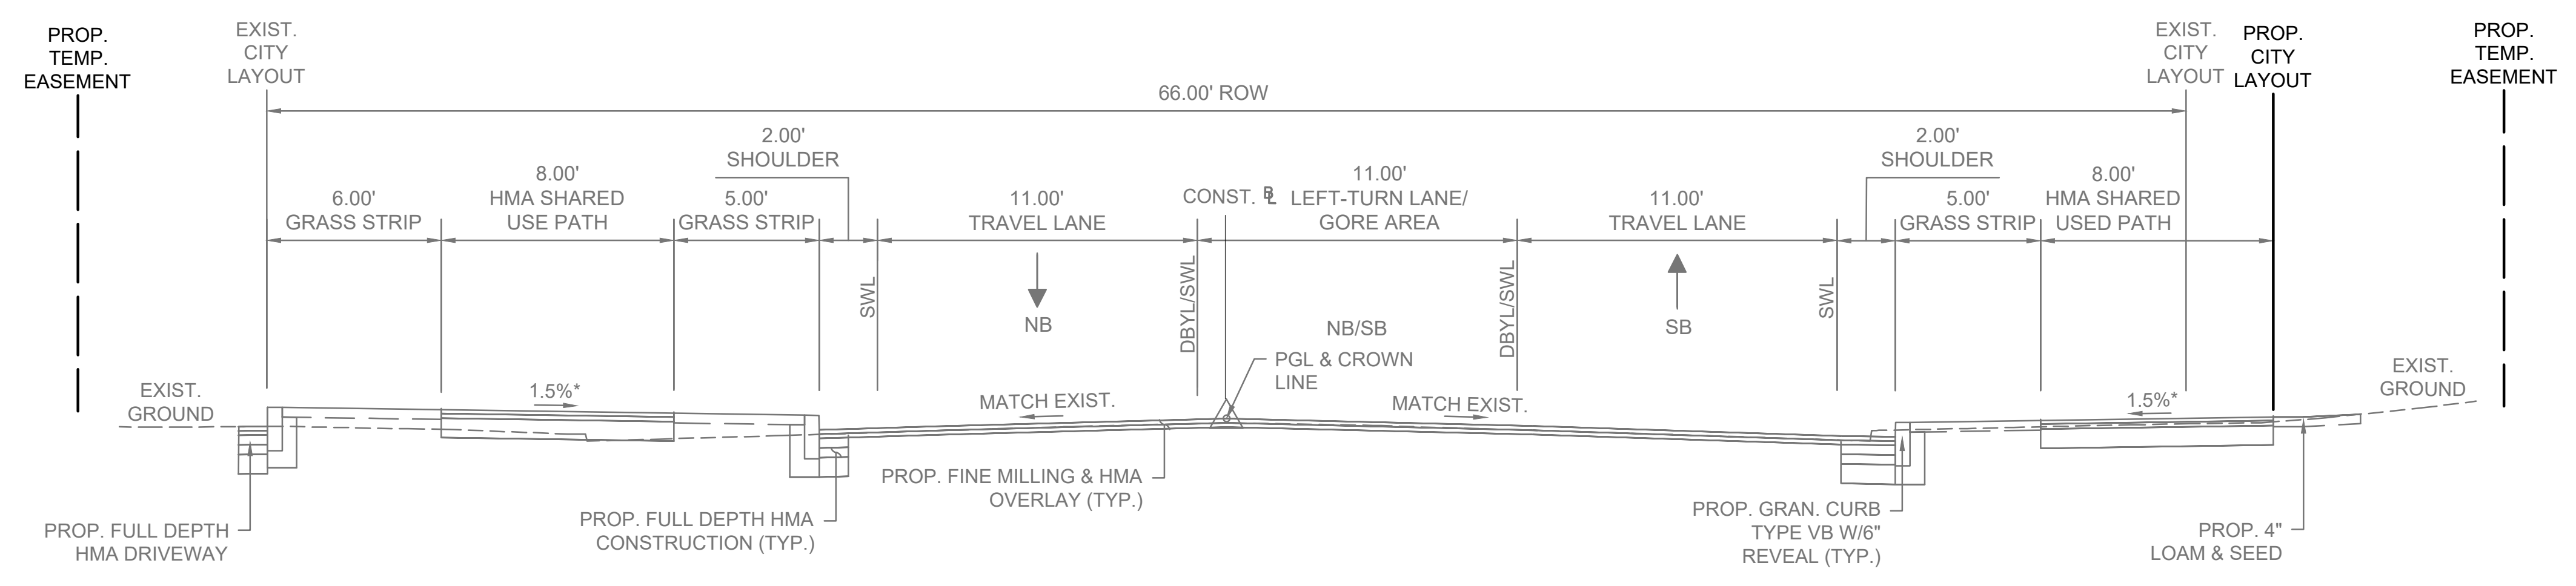 PROP.
TEMP.
EASEMENT
EXIST.
CITY
LAYOUT
EXIST.
CITY
LAYOUT
PROP.
CITY
LAYOUT
PROP.
TEMP.
EASEMENT
66.00' ROW
6.00'
GRASS STRIP
8.00'
HMA SHARED
USE PATH
5.00'
GRASS STRIP
2.00'
SHOULDER
11.00'
TRAVEL LANE
CONST. BL
11.00'
LEFT-TURN LANE/
GORE AREA
11.00'
TRAVEL LANE
2.00'
SHOULDER
5.00'
GRASS STRIP
8.00'
HMA SHARED
USED PATH
SWL
NB
DBYL/SWL
NB/SB
DBYL/SWL
SB
SWL
PGL & CROWN
LINE
EXIST.
GROUND
1.5%*
MATCH EXIST.
MATCH EXIST.
1.5%*
EXIST.
GROUND
PROP. FULL DEPTH
HMA DRIVEWAY
PROP. FULL DEPTH HMA
CONSTRUCTION (TYP.)
PROP. FINE MILLING & HMA
OVERLAY (TYP.)
PROP. GRAN. CURB
TYPE VB W/6"
REVEAL (TYP.)
PROP. 4"
LOAM & SEED